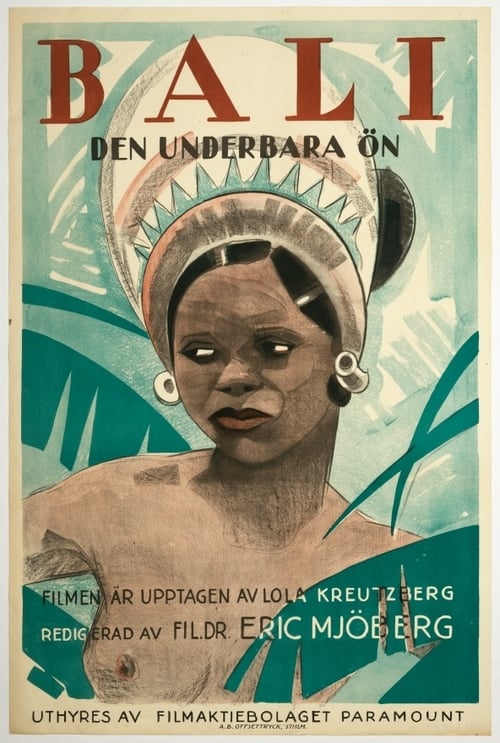 BALI
DEN UNDERBARA ÖN
FILMEN ÄR UPPTAGEN AV LOLA KREUTZBERG
REDIGERAD AV FIL.DR. ERIC MJÖBERG
UTHYRES AV FILMAKTIEBOLAGET PARAMOUNT
A.B. OFFSETTRYCK, STHLM.